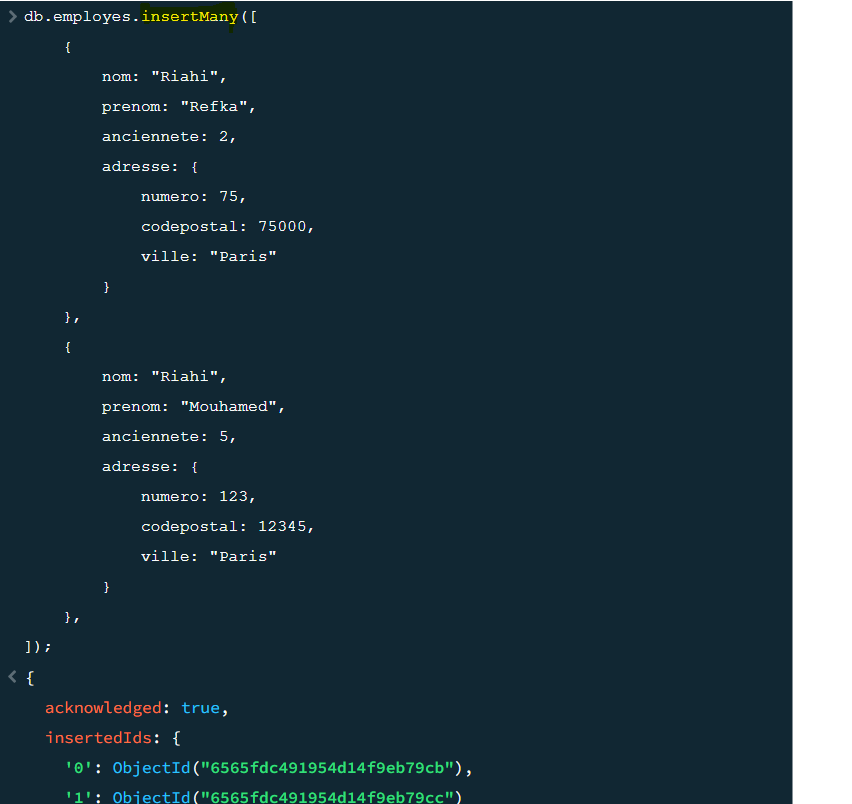 > db.employes.insertMany([
{
nom: "Riahi",
prenom: "Refka",
anciennete: 2,
adresse: {
numero: 75,
codepostal: 75000,
ville: "Paris"
}
},
{
nom: "Riahi",
prenom: "Mouhamed",
anciennete: 5,
adresse: {
numero: 123,
codepostal: 12345,
ville: "Paris"
}
},
]);
< {
acknowledged: true,
insertedIds: {
'0': ObjectId("6565fdc491954d14f9eb79cb"),
'1': ObjectId("6565fdc491954d14f9eb79cc")